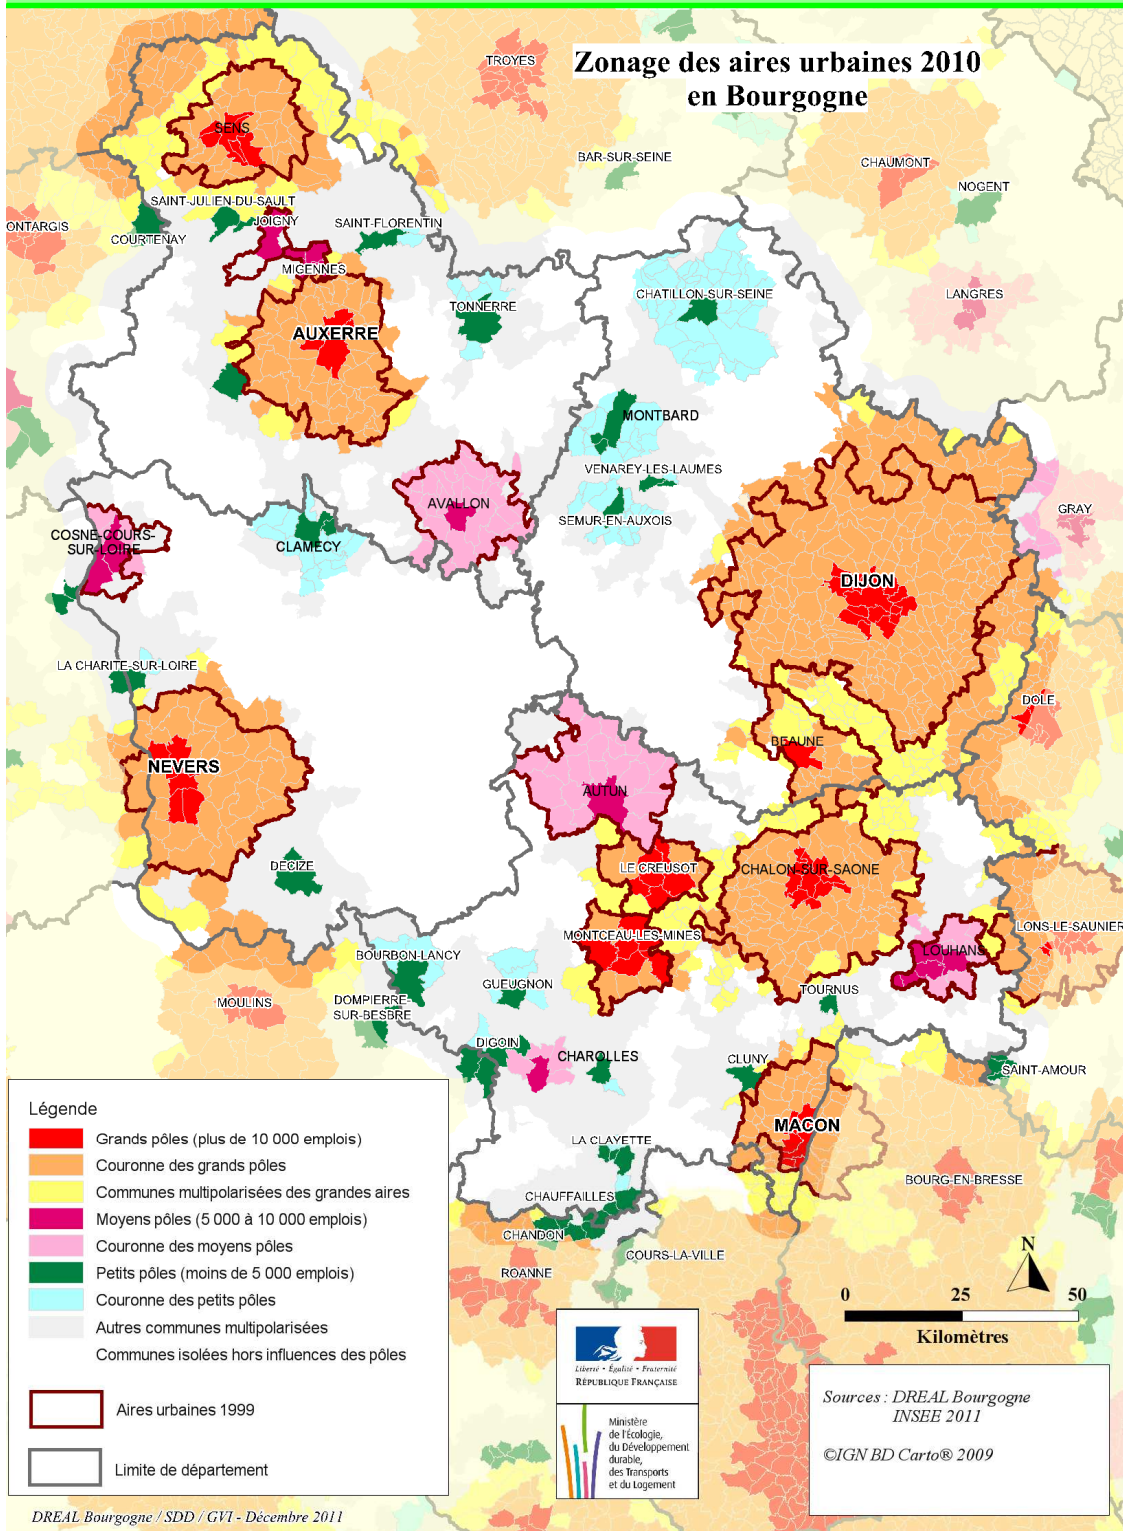 Zonage des aires urbaines 2010
en Bourgogne
TROYES
SENS
BAR-SUR-SEINE
CHAUMONT
NOGENT
SAINT-JULIEN-DU-SAULT
JOIGNY
SAINT-FLORENTIN
ONTARGIS
COURTENAY
MIGENNES
TONNERRE
CHATILLON-SUR-SEINE
LANGRES
AUXERRE
MONTBARD
VENAREY-LES-LAUMES
AVALLON
SEMUR-EN-AUXOIS
GRAY
COSNE-COURS-
SUR-LOIRE
CLAMECY
DIJON
LA CHARITE-SUR-LOIRE
DOLE
BEAUNE
NEVERS
AUTUN
DECIZE
LE CREUSOT
CHALON-SUR-SAONE
MONTCEAU-LES-MINES
LONS-LE-SAUNIER
LOUHANS
BOURBON-LANCY
GUEUGNON
TOURNUS
MOULINS
DOMPIERRE-
SUR-BESBRE
DIGOIN
CHAROLLES
CLUNY
SAINT-AMOUR
MACON
LA CLAYETTE
BOURG-EN-BRESSE
CHAUFFAILLES
CHANDON
COURS-LA-VILLE
ROANNE
Légende
Grands pôles (plus de 10 000 emplois)
Couronne des grands pôles
Communes multipolarisées des grandes aires
Moyens pôles (5 000 à 10 000 emplois)
Couronne des moyens pôles
Petits pôles (moins de 5 000 emplois)
Couronne des petits pôles
Autres communes multipolarisées
Communes isolées hors influences des pôles
Aires urbaines 1999
Limite de département
N
0 25 50
Kilomètres
Liberté • Égalité • Fraternité
RÉPUBLIQUE FRANÇAISE
Ministère
de l'Écologie,
du Développement
durable,
des Transports
et du Logement
Sources : DREAL Bourgogne
INSEE 2011
©IGN BD Carto® 2009
DREAL Bourgogne / SDD / GVI - Décembre 2011